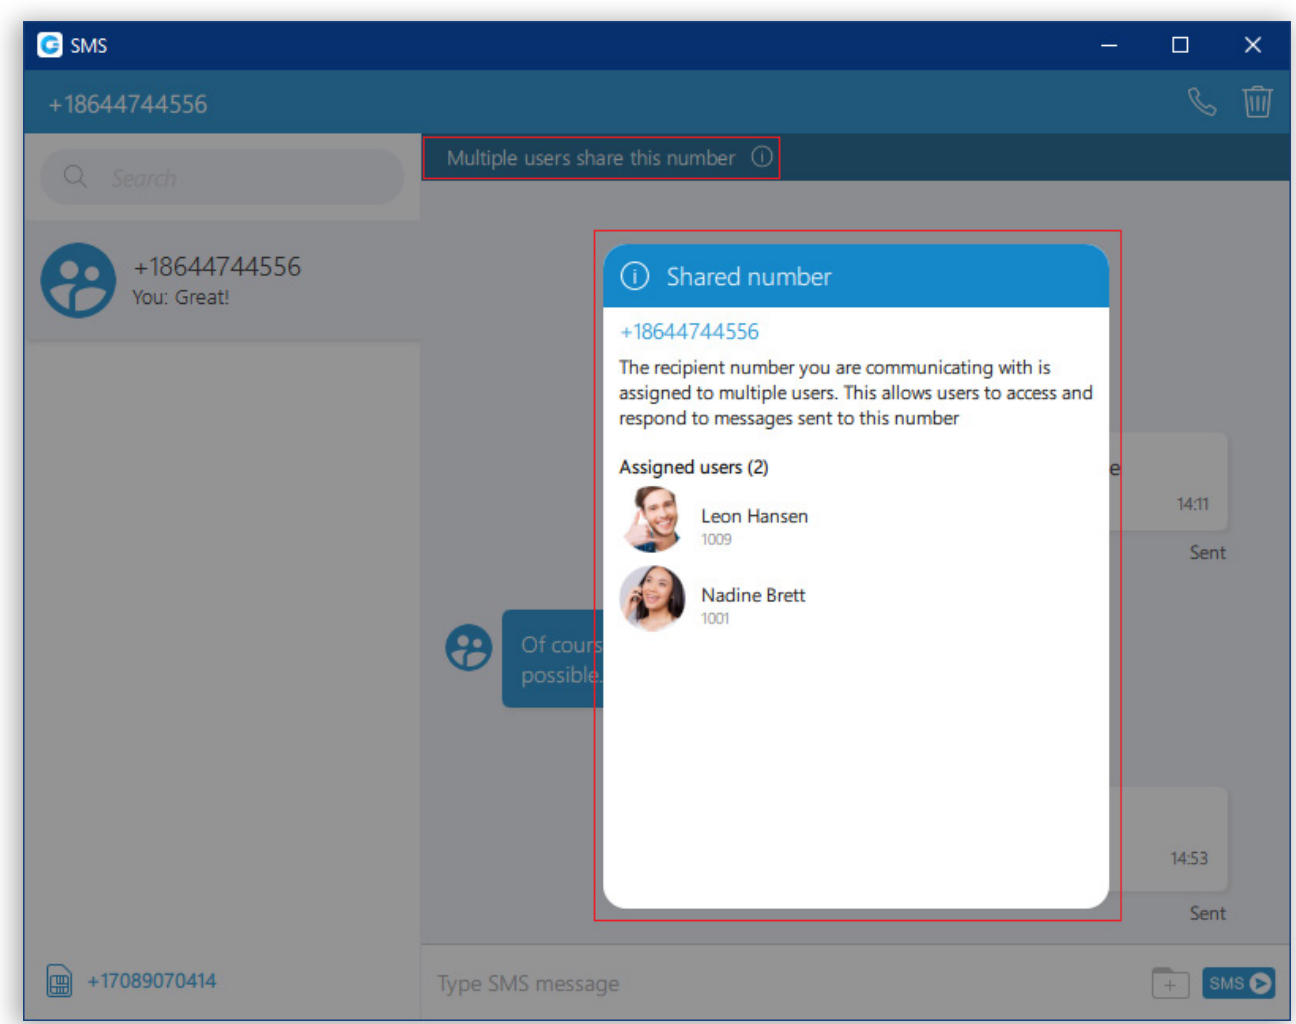 SMS
+18644744556
Search
+18644744556
You: Great!
Multiple users share this number
Shared number
+18644744556
The recipient number you are communicating with is
assigned to multiple users. This allows users to access and
respond to messages sent to this number
Assigned users (2)
Leon Hansen
1009
Nadine Brett
1001
e
14:11
Sent
Of cours
possible.
14:53
Sent
+17089070414
Type SMS message
SMS